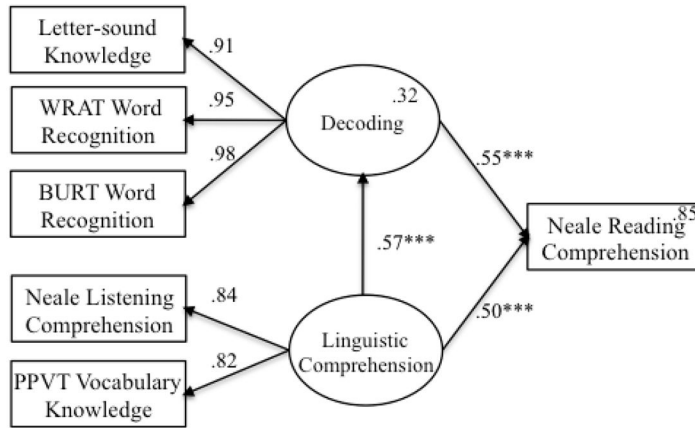 Letter-sound
Knowledge
.91
WRAT Word
Recognition
.95
BURT Word
Recognition
.98
.32
Decoding
.55***
.85
Neale Reading
Comprehension
.57***
Neale Listening
Comprehension
.84
Linguistic
Comprehension
.50***
PPVT Vocabulary
Knowledge
.82